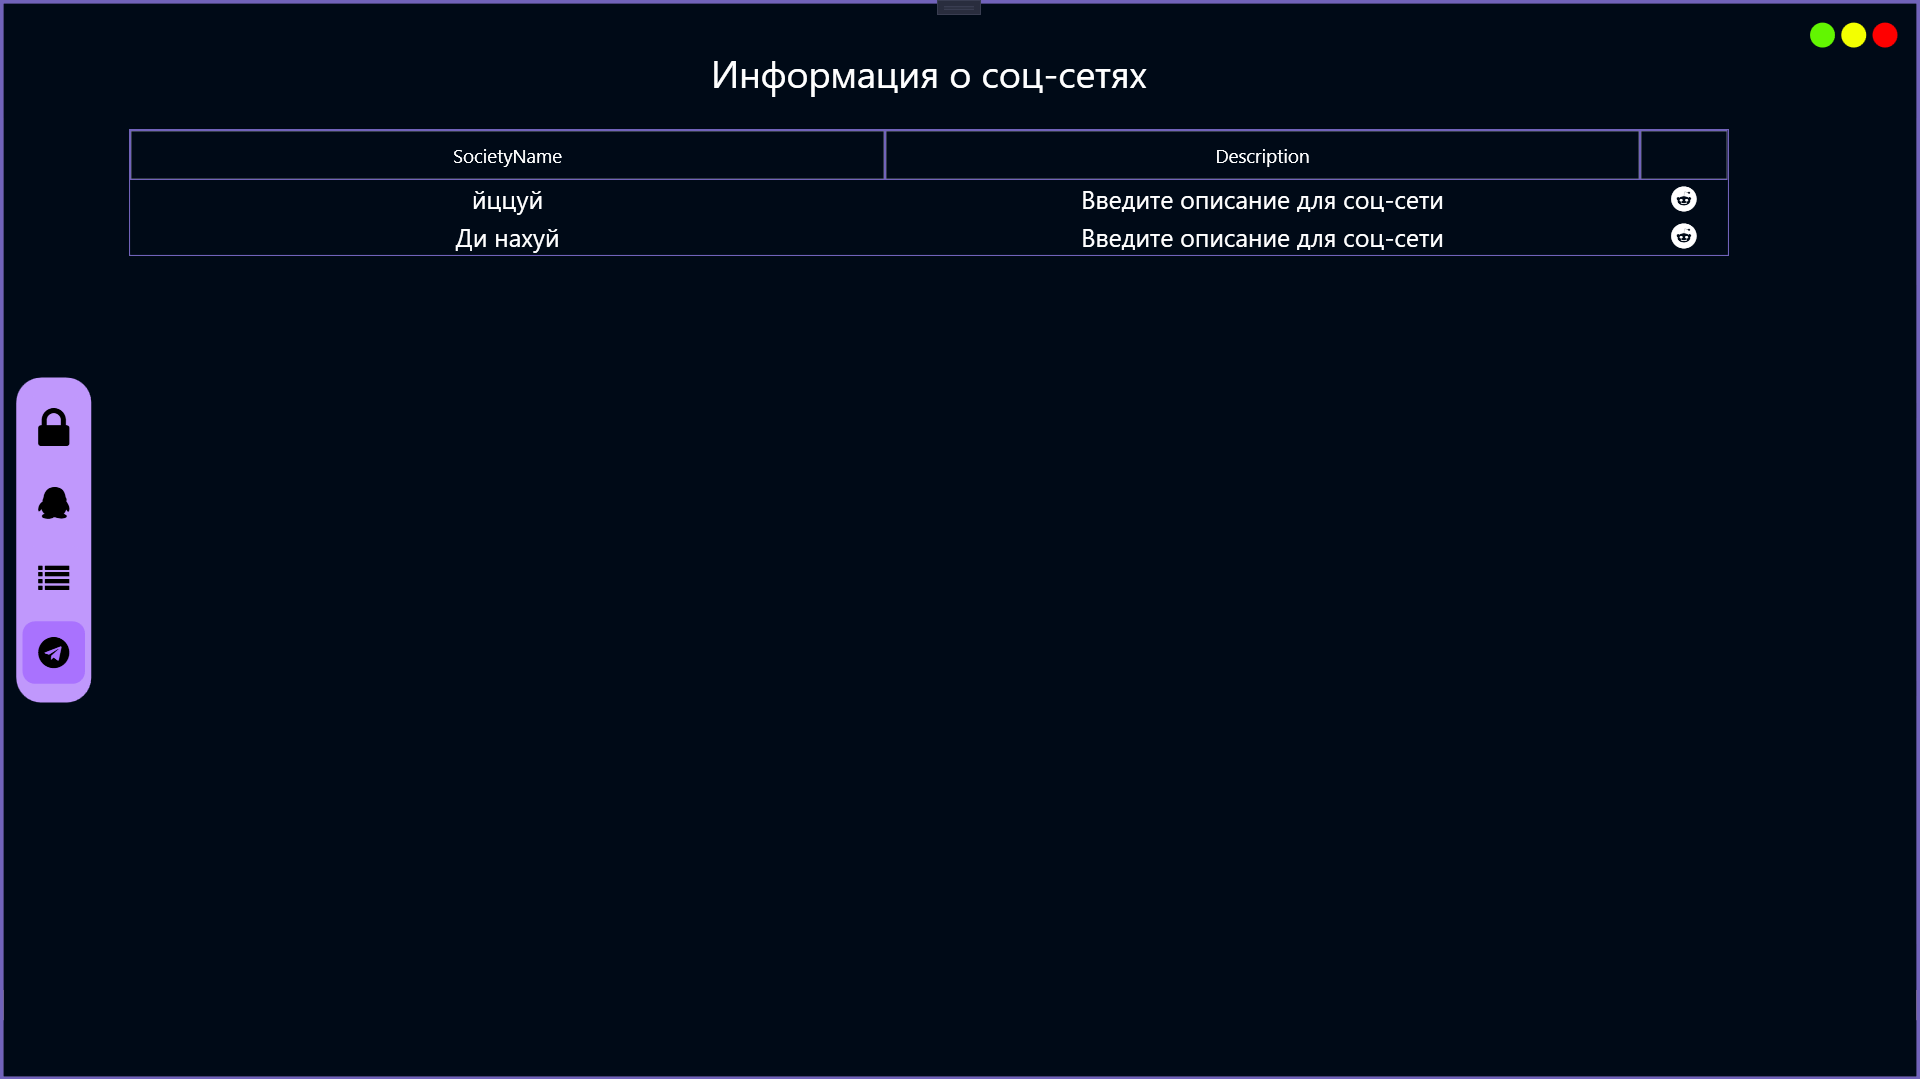 Информация о соц-сетях
SocietyName Description
йццуй Введите описание для соц-сети
Ди нахуй Введите описание для соц-сети